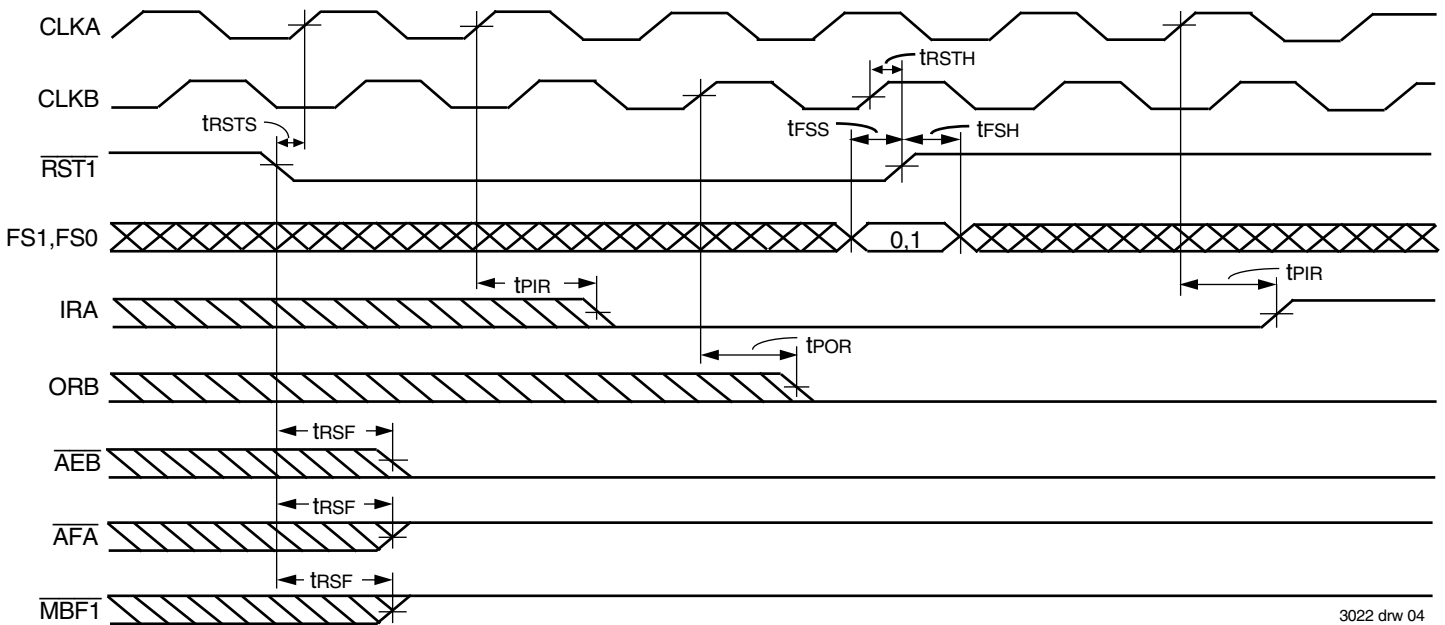 CLKA
tRSTH
CLKB
tRSTS
tFSS
tFSH
RST1
FS1,FS0
0,1
tPIR
tPIR
IRA
tPOR
ORB
tRSF
AEB
tRSF
AFA
tRSF
MBF1
3022 drw 04